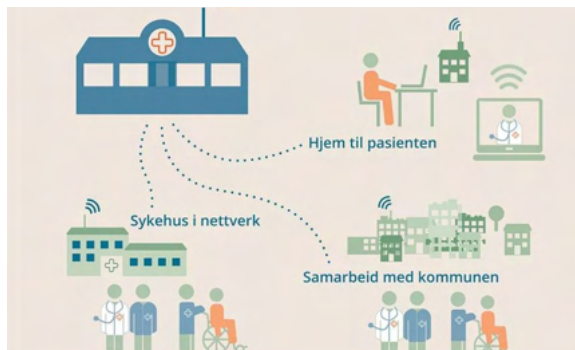 Hjem til pasienten
Sykehus i nettverk
Samarbeid med kommunen